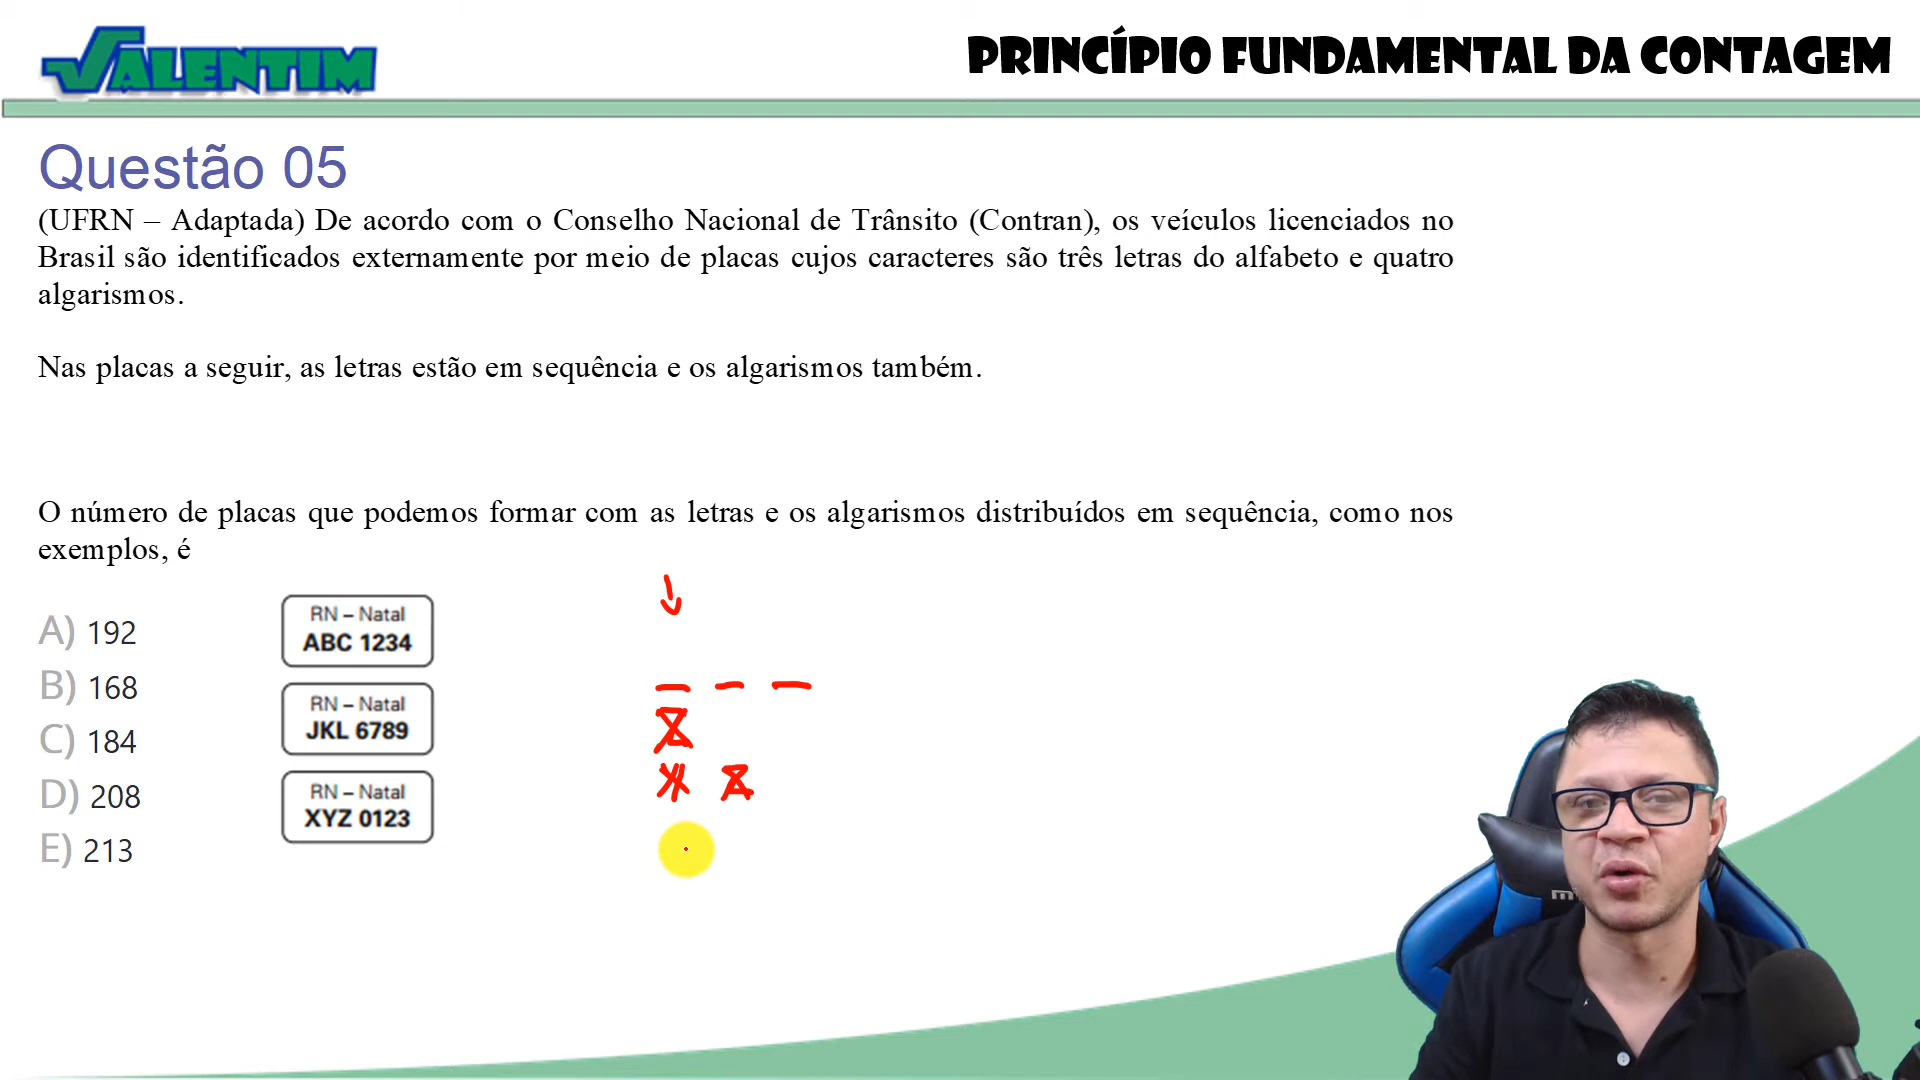 VALENTIM
PRINCÍPIO FUNDAMENTAL DA CONTAGEM
Questão 05
(UFRN – Adaptada) De acordo com o Conselho Nacional de Trânsito (Contran), os veículos licenciados no
Brasil são identificados externamente por meio de placas cujos caracteres são três letras do alfabeto e quatro
algarismos.
Nas placas a seguir, as letras estão em sequência e os algarismos também.
O número de placas que podemos formar com as letras e os algarismos distribuídos em sequência, como nos
exemplos, é
A) 192
B) 168
C) 184
D) 208
E) 213
RN – Natal
ABC 1234
RN – Natal
JKL 6789
RN – Natal
XYZ 0123